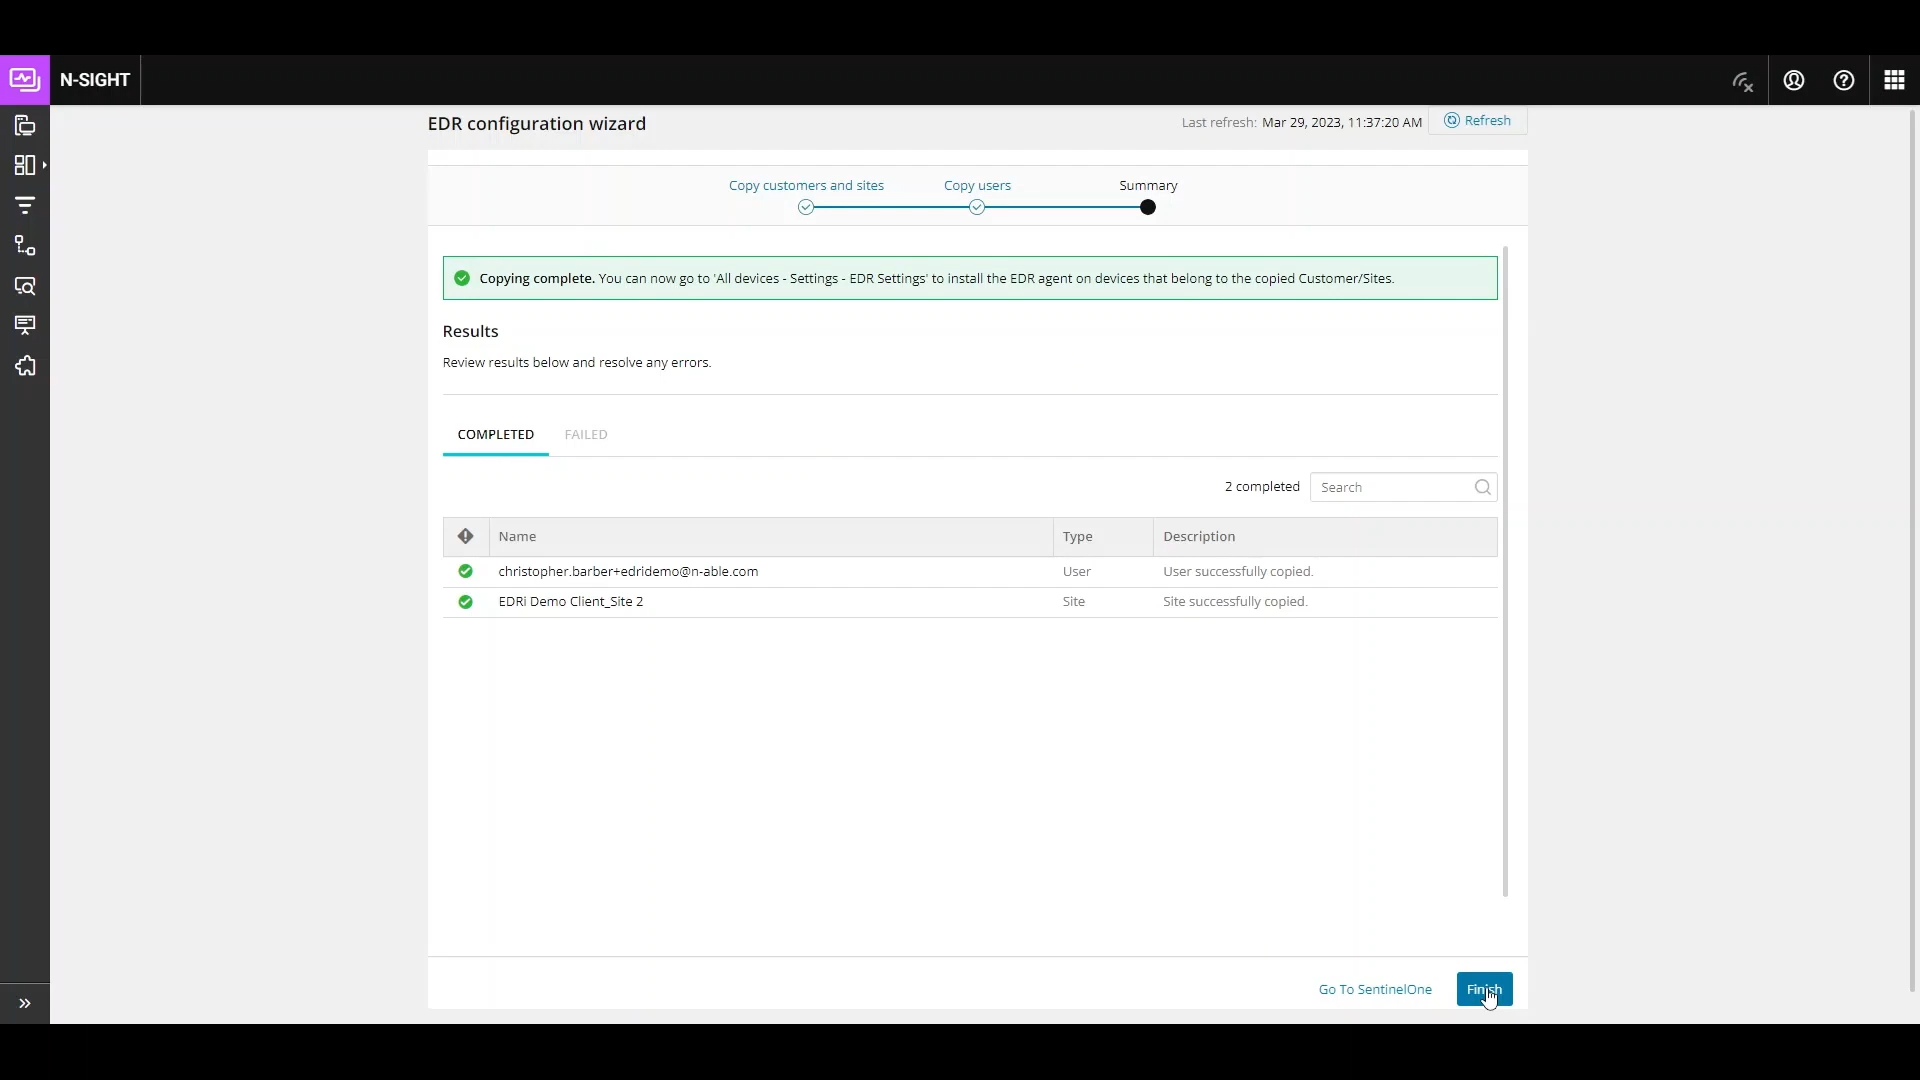 N-SIGHT
EDR configuration wizard
Last refresh: Mar 29, 2023, 11:37:20 AM
Refresh
Copy customers and sites
Copy users
Summary
Copying complete. You can now go to 'All devices - Settings - EDR Settings' to install the EDR agent on devices that belong to the copied Customer/Sites.
Results
Review results below and resolve any errors.
COMPLETED
FAILED
2 completed
Search
Name
Type
Description
christopher.barber+edridemo@n-able.com
User
User successfully copied.
EDRi Demo Client_Site 2
Site
Site successfully copied.
Go To SentinelOne
Finish